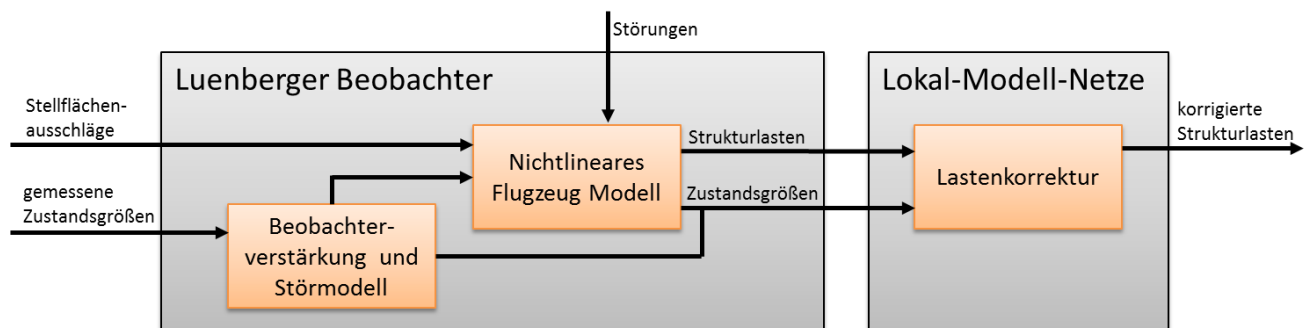 Störungen
Luenberger Beobachter
Lokal-Modell-Netze
Stellflächen-
ausschläge
korrigierte
Strukturlasten
Nichtlineares
Flugzeug Modell
Strukturlasten
Lastenkorrektur
gemessene
Zustandsgrößen
Zustandsgrößen
Beobachter-
verstärkung und
Störmodell